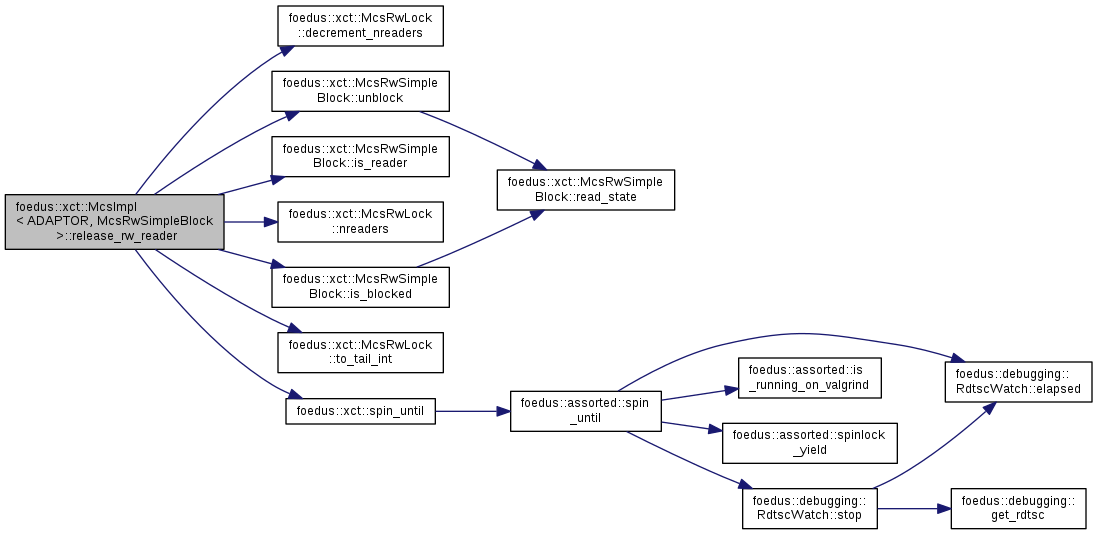 foedus::xct::McsRwLock
::decrement_nreaders
foedus::xct::McsRwSimple
Block::unblock
foedus::xct::McsRwSimple
Block::is_reader
foedus::xct::McsRwSimple
Block::read_state
foedus::xct::McsImpl
< ADAPTOR, McsRwSimpleBlock
>::release_rw_reader
foedus::xct::McsRwLock
::nreaders
foedus::xct::McsRwSimple
Block::is_blocked
foedus::xct::McsRwLock
::to_tail_int
foedus::assorted::is
_running_on_valgrind
foedus::debugging::
RdtscWatch::elapsed
foedus::xct::spin_until
foedus::assorted::spin
_until
foedus::assorted::spinlock
_yield
foedus::debugging::
RdtscWatch::stop
foedus::debugging::
get_rdtsc